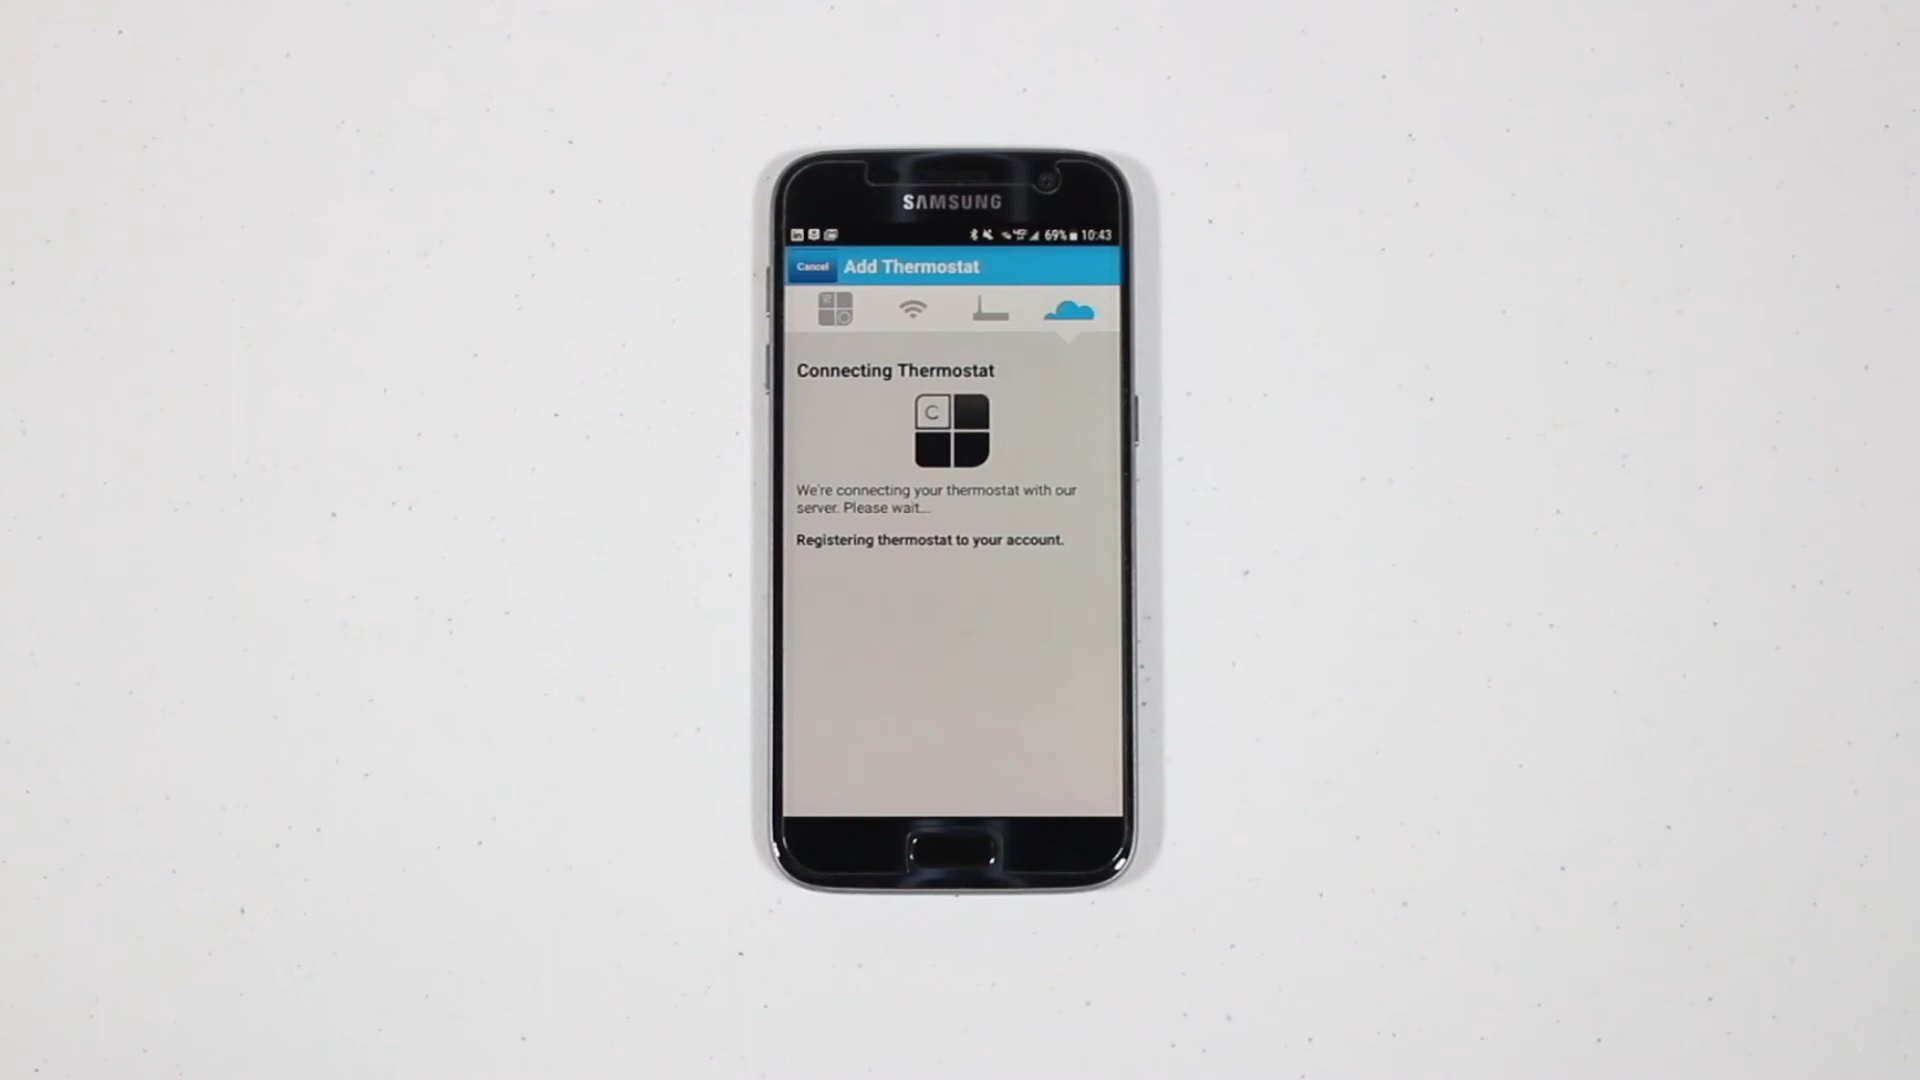 SAMSUNG
69% 10:43
Cancel Add Thermostat
Connecting Thermostat
C
We're connecting your thermostat with our
server. Please wait...
Registering thermostat to your account.